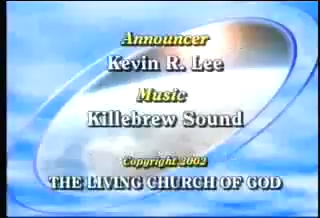 Announcer
Kevin R. Lee
Music
Killebrew Sound
Copyright 2002
THE LIVING CHURCH OF GOD